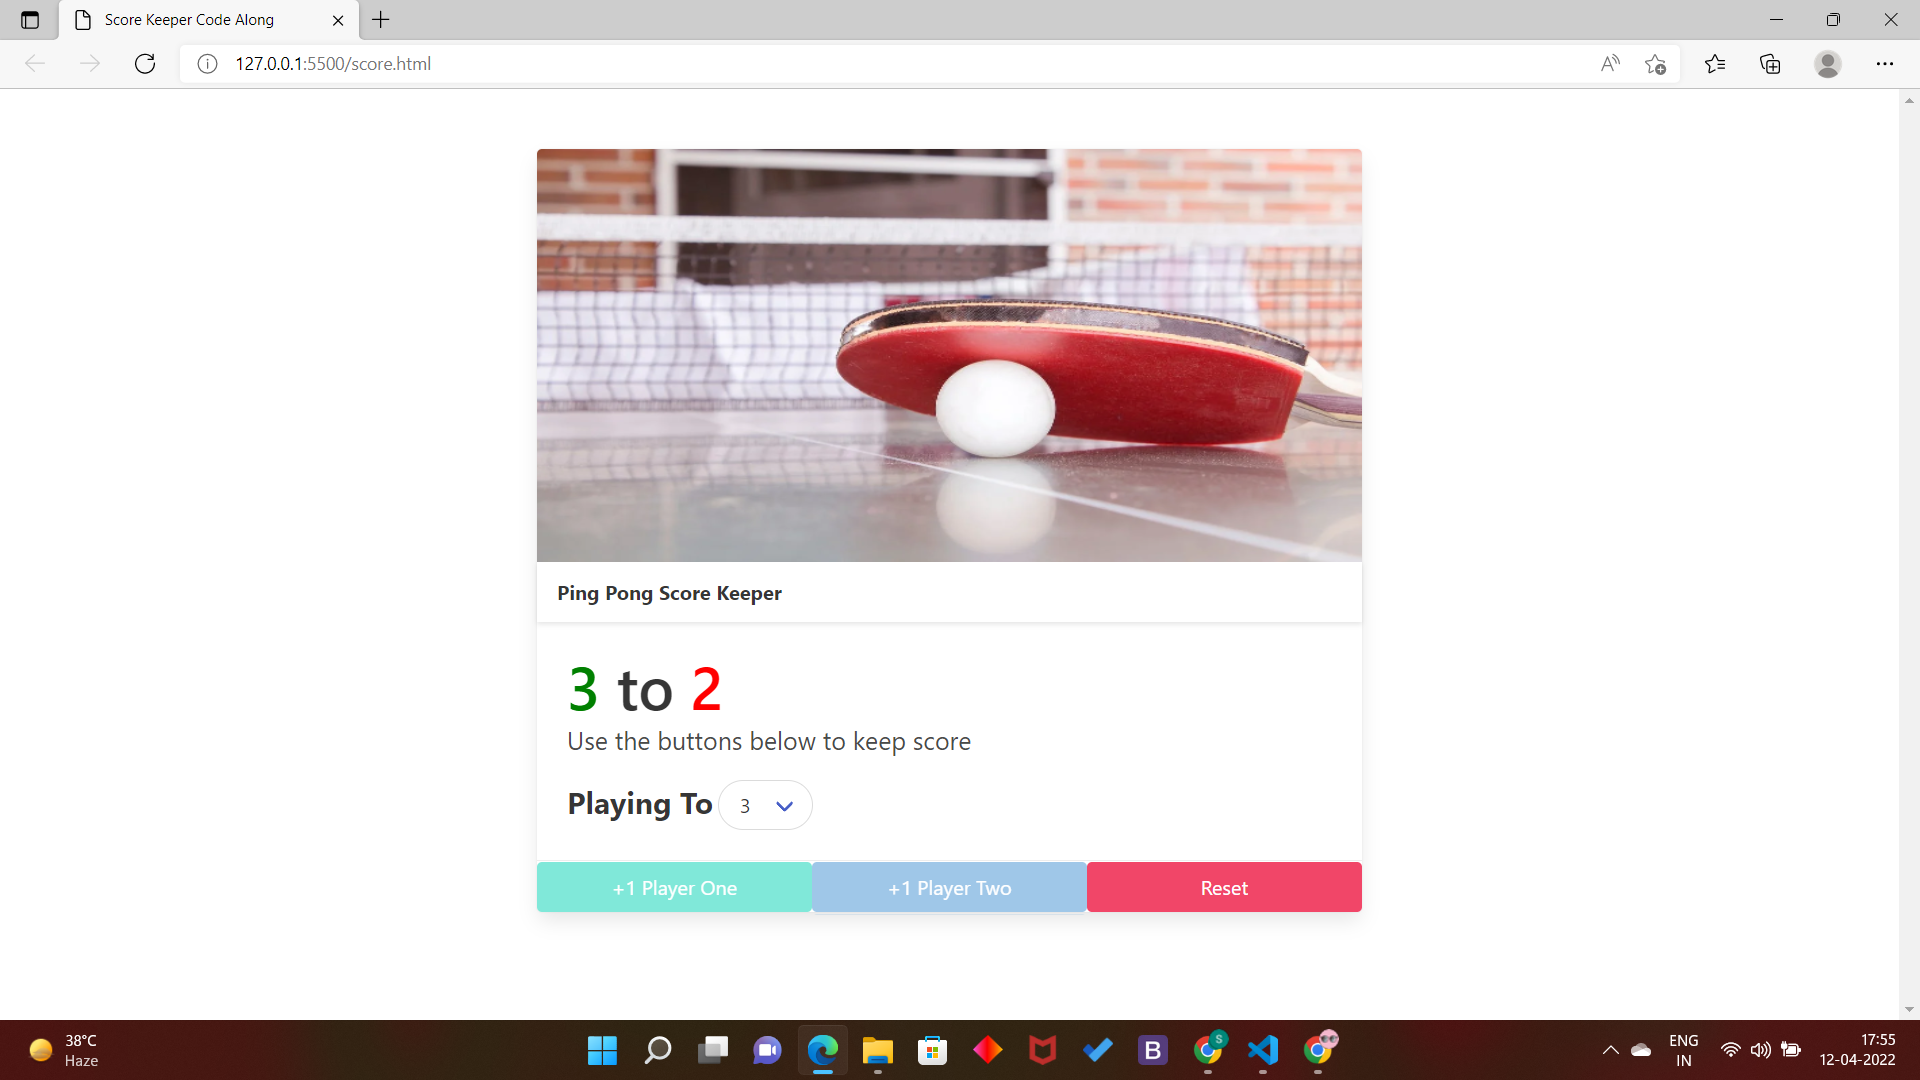 Score Keeper Code Along
127.0.0.1:5500/score.html
Ping Pong Score Keeper
3 to 2
Use the buttons below to keep score
Playing To 3
+1 Player One +1 Player Two Reset
38°C
Haze
B
S
ENG
IN
17:55
12-04-2022